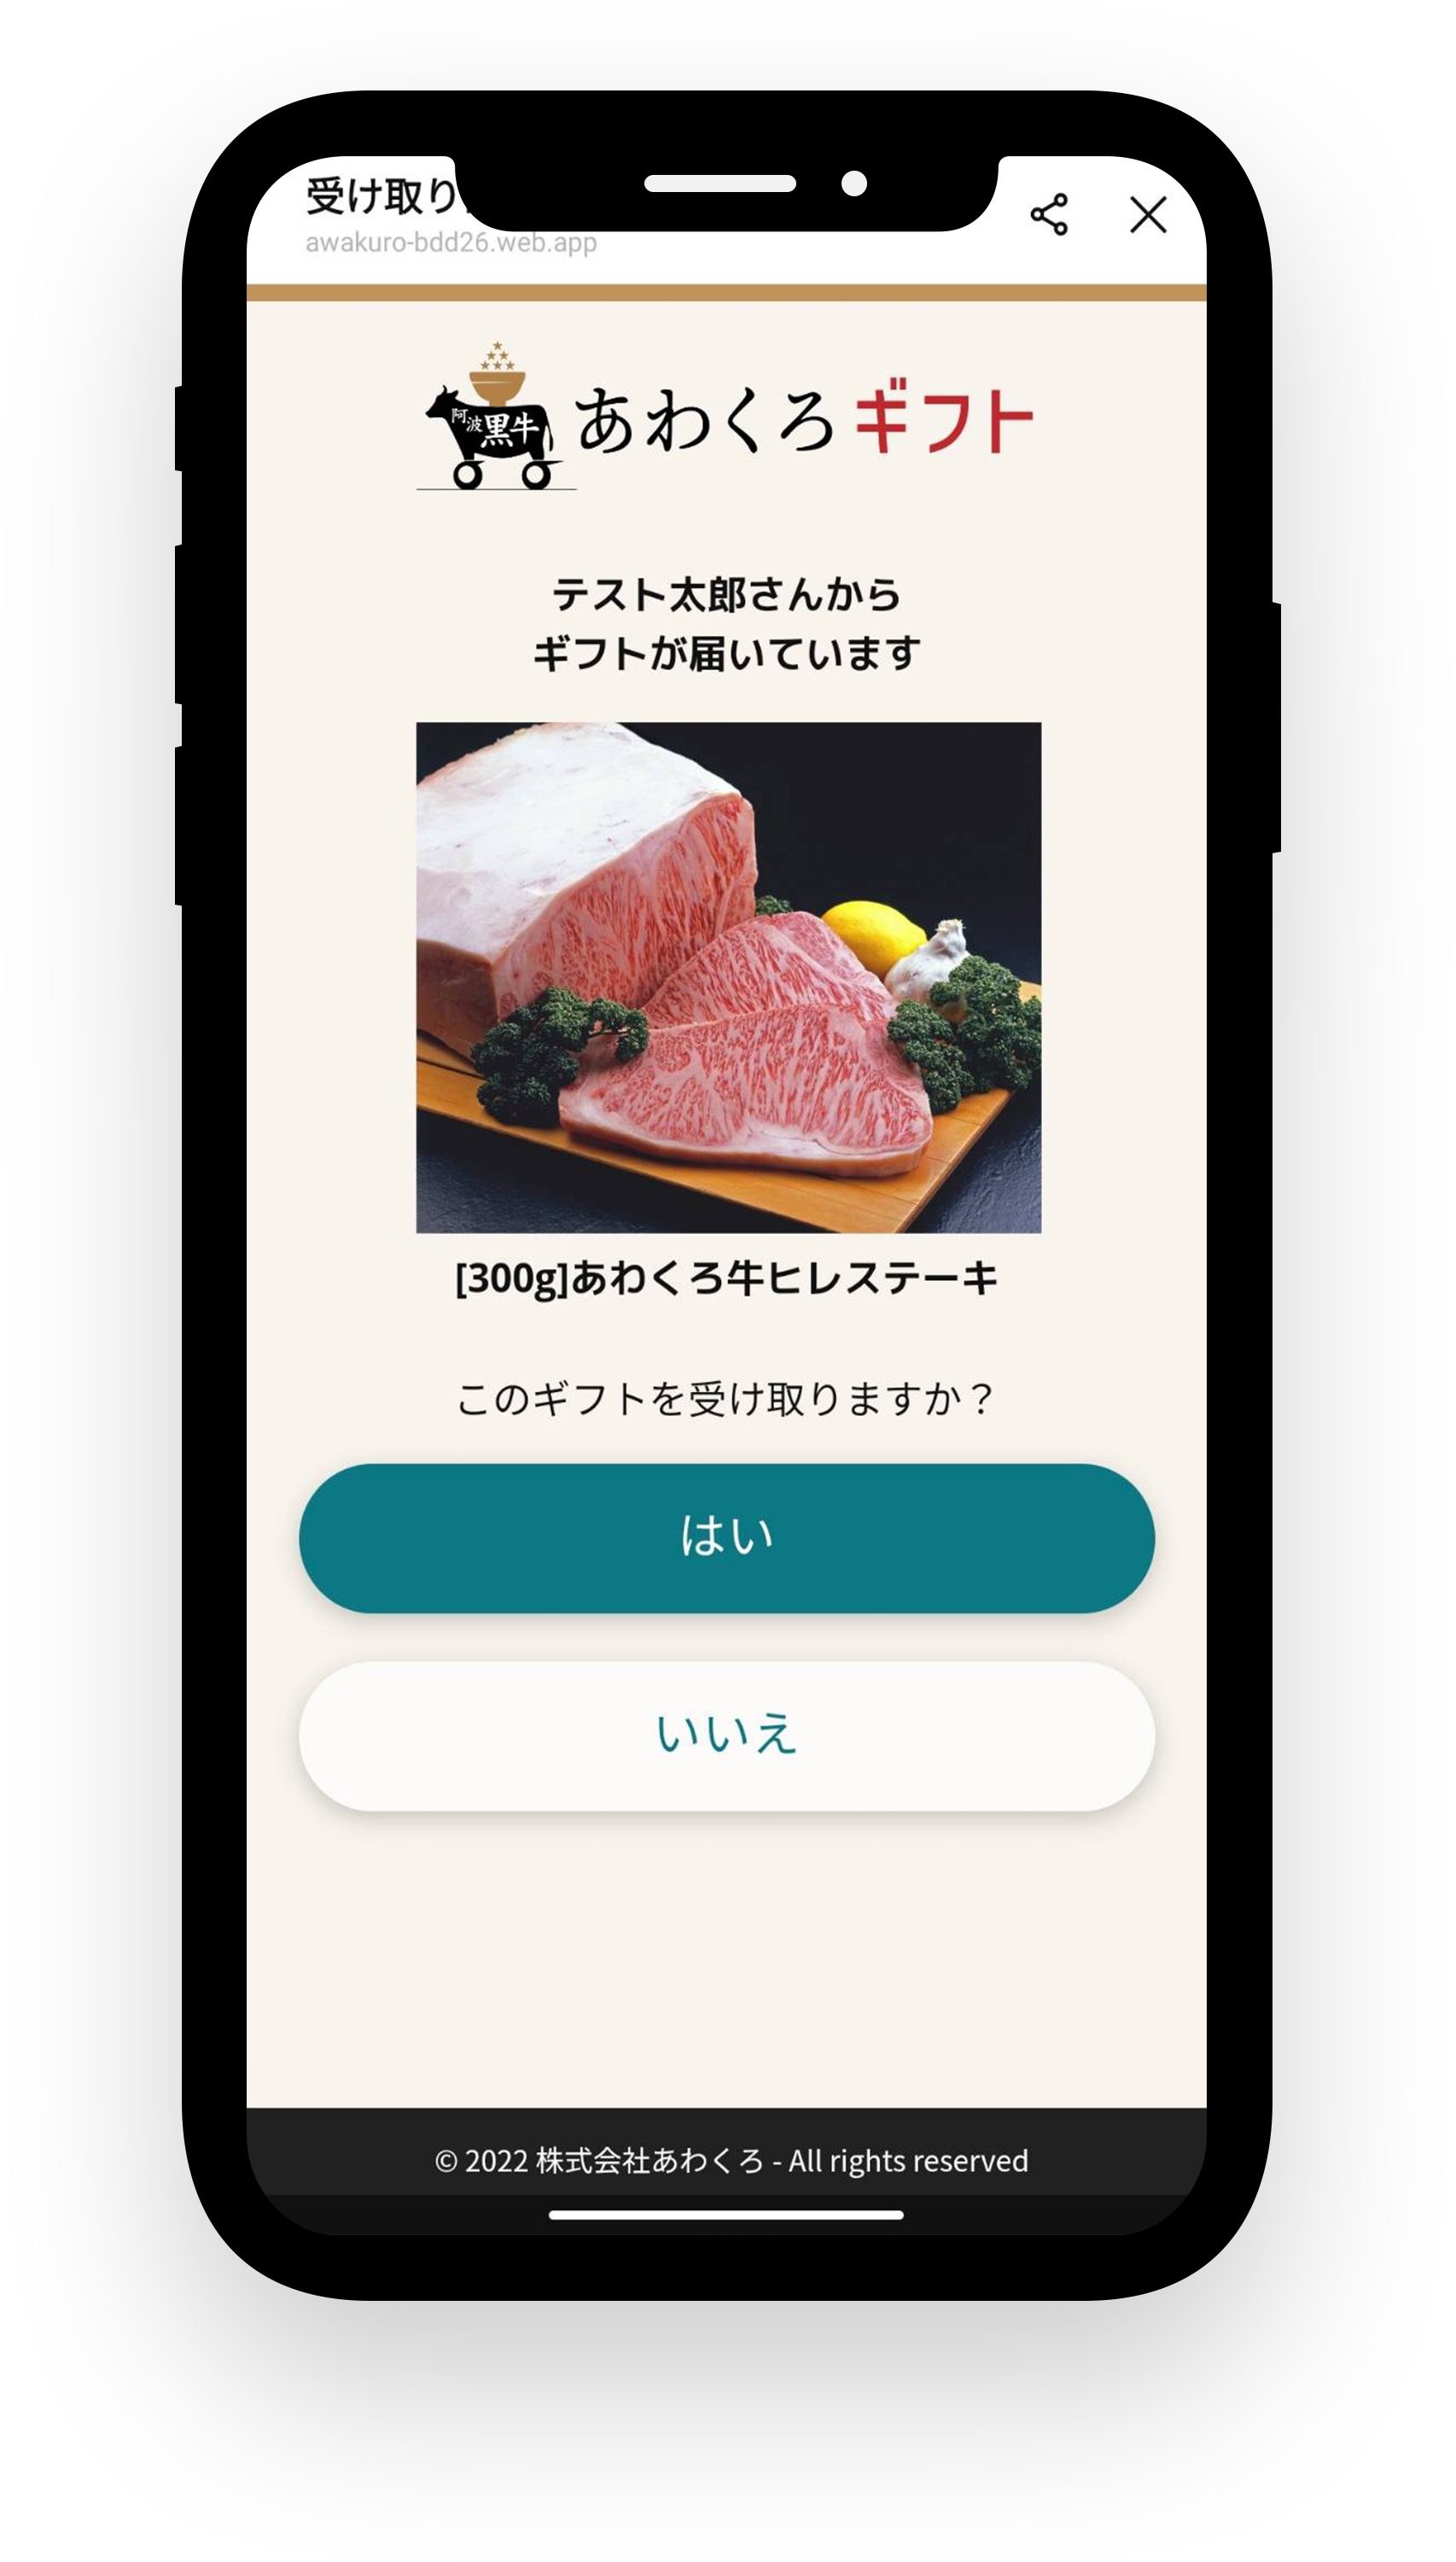 受け取り
awakuro-bdd26.web.app
阿波黒牛
あわくろギフト
テスト太郎さんから
ギフトが届いています
[300g]あわくろ牛ヒレステーキ
このギフトを受け取りますか？
はい
いいえ
© 2022 株式会社あわくろ - All rights reserved